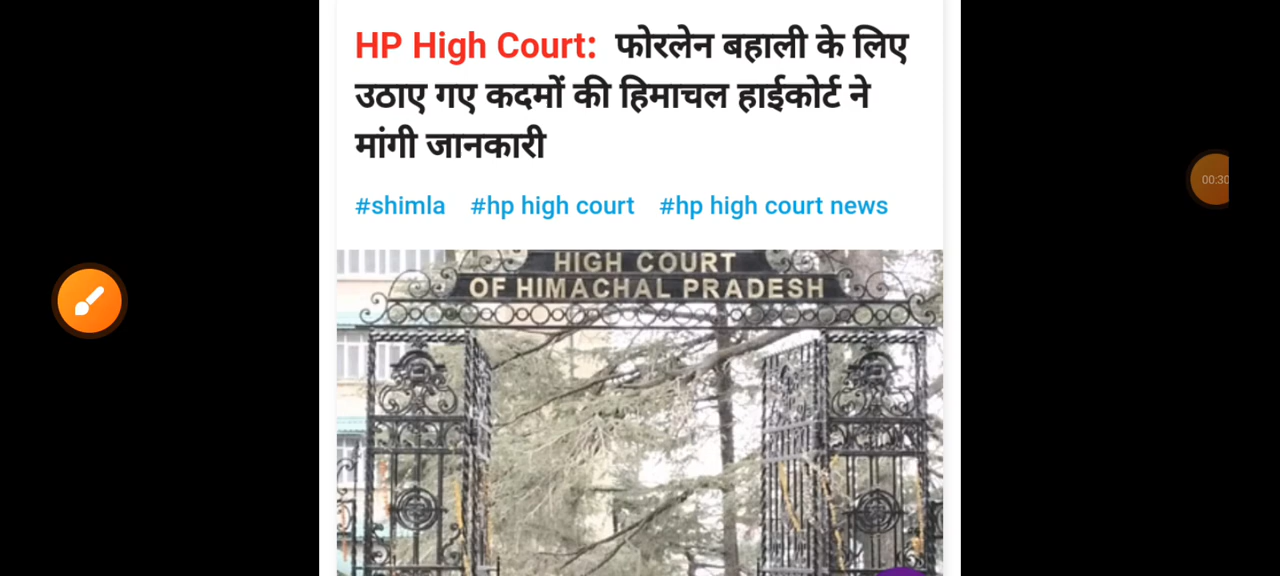 HP High Court: फोरलेन बहाली के लिए
उठाए गए कदमों की हिमाचल हाईकोर्ट ने
मांगी जानकारी
#shimla #hp high court #hp high court news
HIGH COURT
OF HIMACHAL PRADESH
00:30